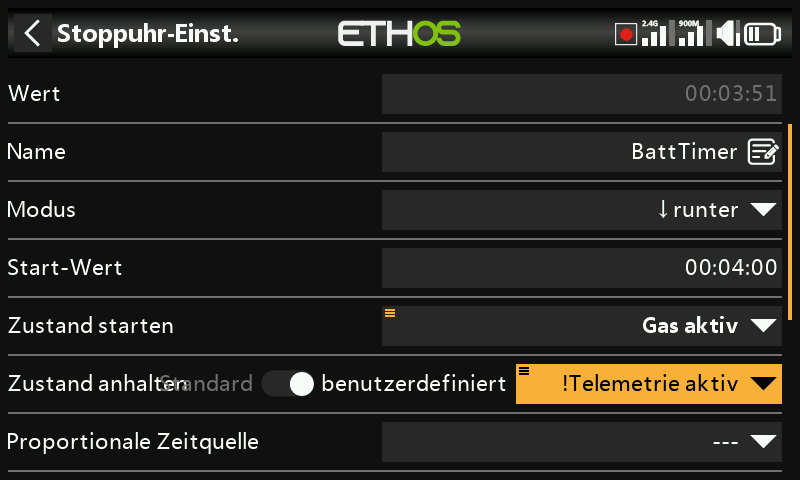 Stoppuhr-Einst.
ETHOS
2.4G
900M
Wert
00:03:51
Name
BattTimer
Modus
↓runter
Start-Wert
00:04:00
Zustand starten
Gas aktiv
Zustand anhalten
Standard
benutzerdefiniert
!Telemetrie aktiv
Proportionale Zeitquelle
---